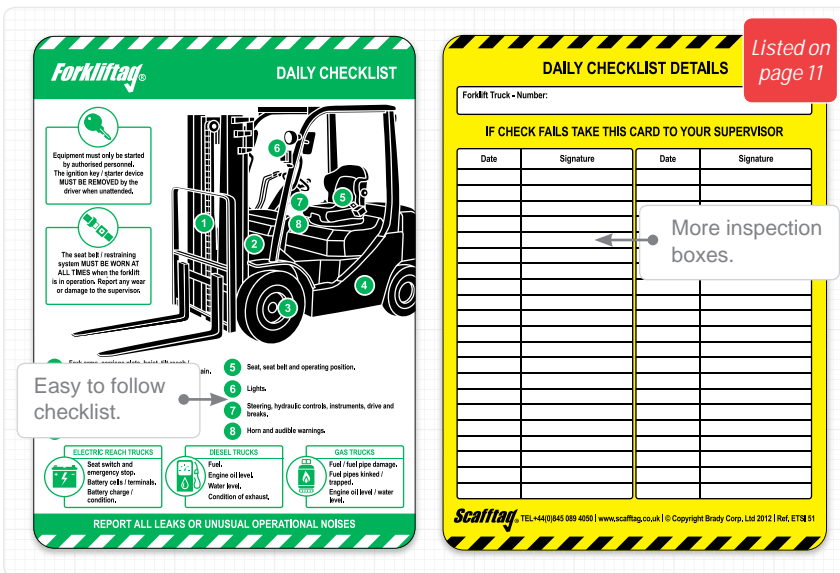 Forkliftag®
DAILY CHECKLIST
Equipment must only be started
by authorised personnel.
The ignition key / starter device
MUST BE REMOVED by the
driver when unattended.
The seat belt / restraining
system MUST BE WORN AT
ALL TIMES when the forklift
is in operation. Report any wear
or damage to the supervisor.
1
2
3
4
5
6
7
8
Easy to follow
checklist.
5 Seat, seat belt and operating position.
6 Lights.
7 Steering, hydraulic controls, instruments, drive and
breaks.
8 Horn and audible warnings.
ELECTRIC REACH TRUCKS
Seat switch and
emergency stop.
Battery cells / terminals.
Battery charge /
condition.
DIESEL TRUCKS
Fuel.
Engine oil level.
Water level.
Condition of exhaust.
GAS TRUCKS
Fuel / fuel pipe damage.
Fuel pipes kinked /
trapped.
Engine oil level / water
level.
REPORT ALL LEAKS OR UNUSUAL OPERATIONAL NOISES
Listed on
page 11
DAILY CHECKLIST DETAILS
Forklift Truck - Number:
IF CHECK FAILS TAKE THIS CARD TO YOUR SUPERVISOR
Date Signature Date Signature
More inspection
boxes.
Scafftag® TEL+44(0)845 089 4050 | www.scafftag.co.uk | © Copyright Brady Corp, Ltd 2012 | Ref, ETSI 51